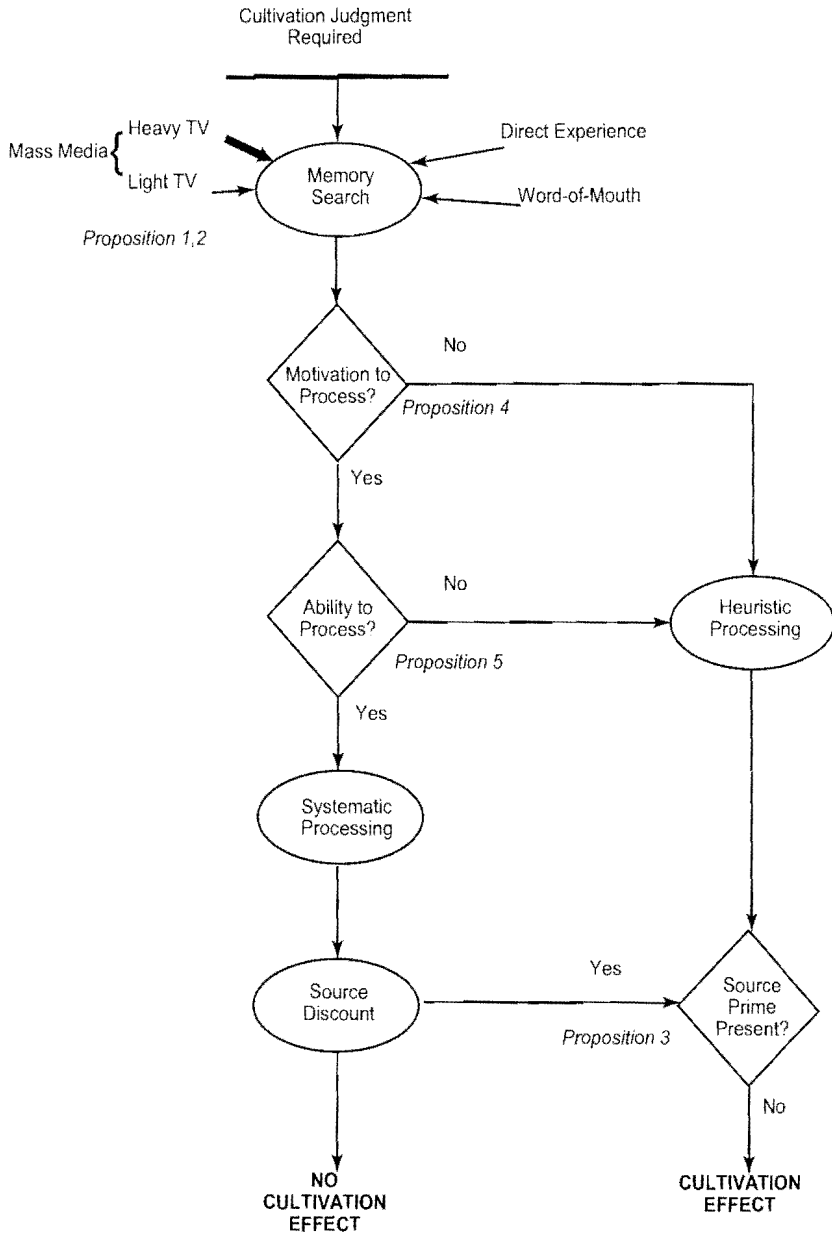 Cultivation Judgment
Required
Heavy TV
Mass Media {
Light TV
Direct Experience
Memory
Search
Word-of-Mouth
Proposition 1,2
No
Motivation to
Process?
Proposition 4
Yes
No
Ability to
Process?
Heuristic
Processing
Proposition 5
Yes
Systematic
Processing
Yes
Source
Discount
Source
Prime
Present?
Proposition 3
No
NO
CULTIVATION
EFFECT
CULTIVATION
EFFECT